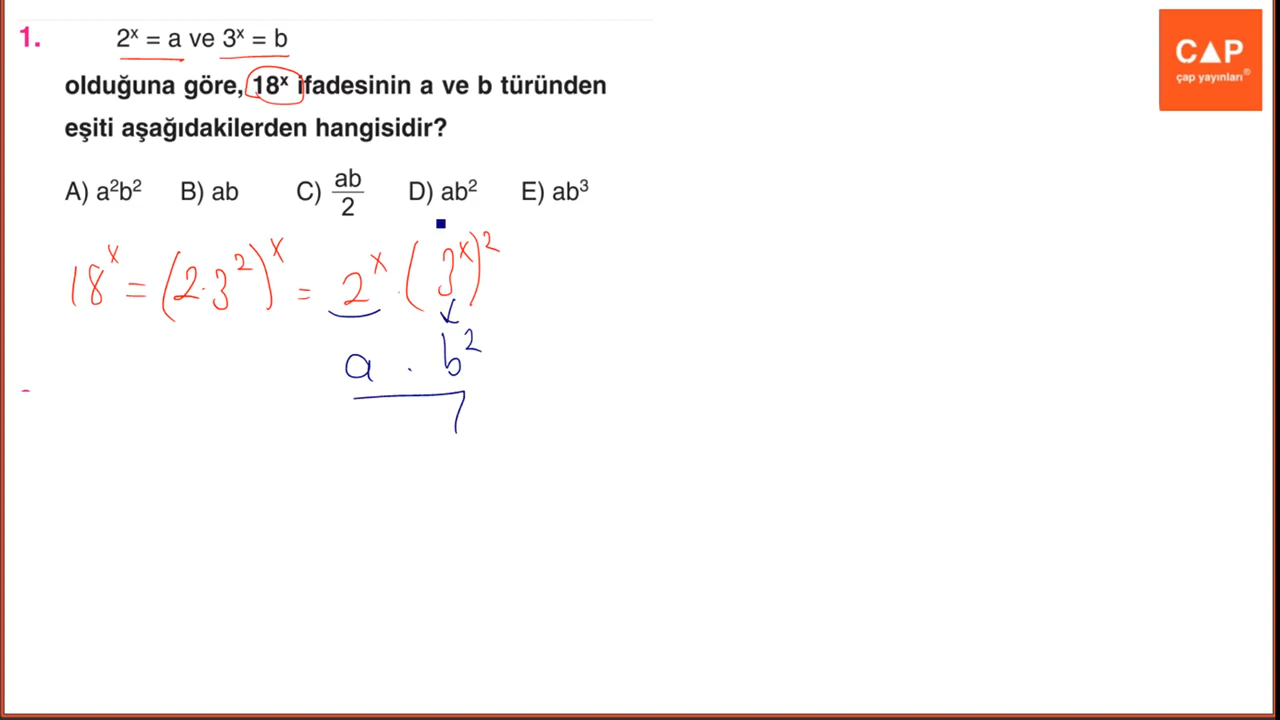 1. 2ˣ = a ve 3ˣ = b
olduğuna göre, 18ˣ ifadesinin a ve b türünden
eşiti aşağıdakilerden hangisidir?
A) a²b² B) ab C) ab/2 D) ab² E) ab³
18ˣ = (2·3²)ˣ = 2ˣ · (3ˣ)²
a · b²
CAP
çap yayınları®